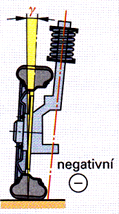 γ
negativní
−